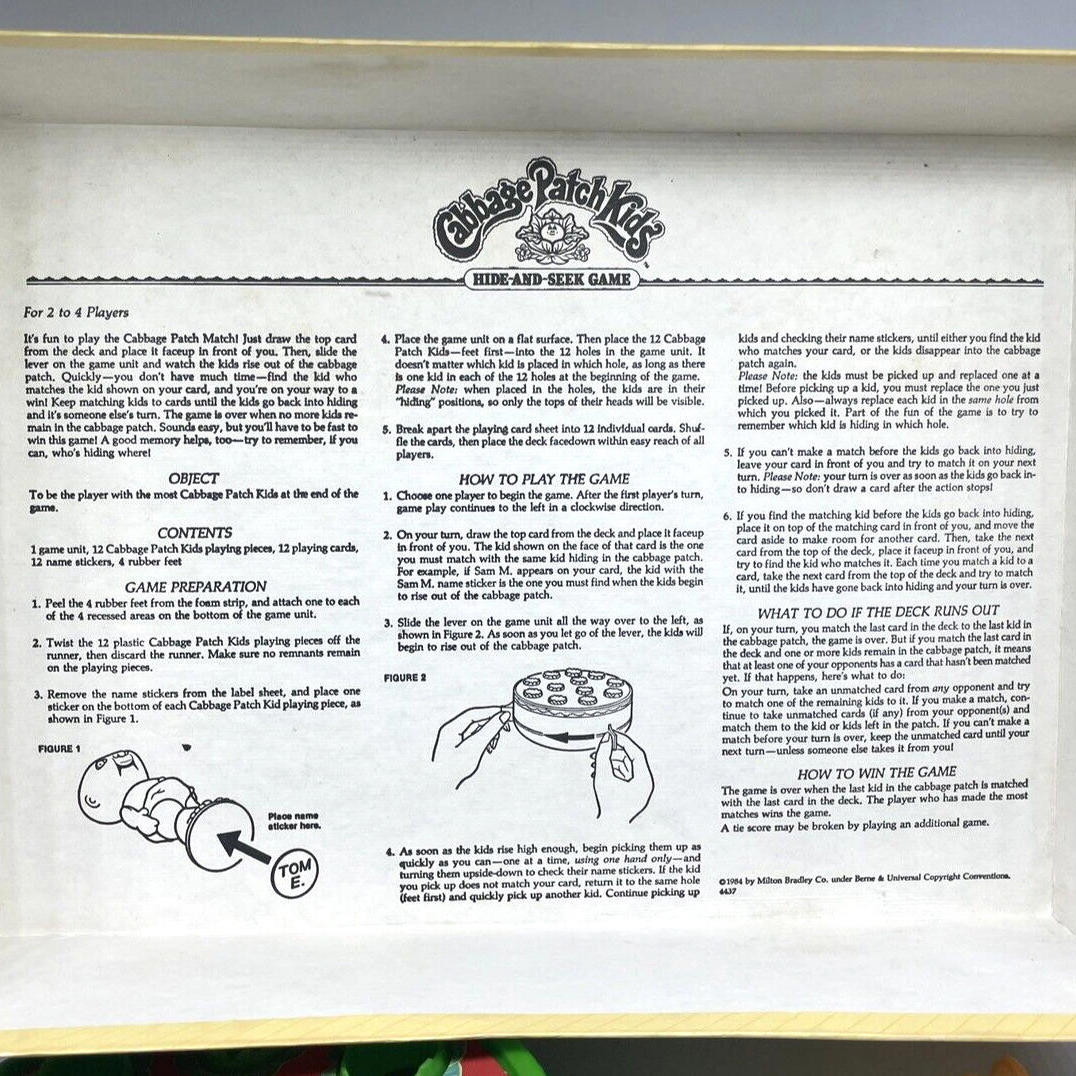 Cabbage Patch Kids
™
HIDE-AND-SEEK GAME
For 2 to 4 Players
It's fun to play the Cabbage Patch Match! Just draw the top card
from the deck and place it faceup in front of you. Then, slide the
lever on the game unit and watch the kids rise out of the cabbage
patch. Quickly—you don't have much time—find the kid who
matches the kid shown on your card, and you're on your way to a
win! Keep matching kids to cards until the kids go back into hiding
and it's someone else's turn. The game is over when no more kids re-
main in the cabbage patch. Sounds easy, but you'll have to be fast to
win this game! A good memory helps, too—try to remember, if you
can, who's hiding where!
OBJECT
To be the player with the most Cabbage Patch Kids at the end of the
game.
CONTENTS
1 game unit, 12 Cabbage Patch Kids playing pieces, 12 playing cards,
12 name stickers, 4 rubber feet
GAME PREPARATION
1. Peel the 4 rubber feet from the foam strip, and attach one to each
of the 4 recessed areas on the bottom of the game unit.
2. Twist the 12 plastic Cabbage Patch Kids playing pieces off the
runner, then discard the runner. Make sure no remnants remain
on the playing pieces.
3. Remove the name stickers from the label sheet, and place one
sticker on the bottom of each Cabbage Patch Kid playing piece, as
shown in Figure 1.
FIGURE 1
Place name
sticker here.
TOM
E.
4. Place the game unit on a flat surface. Then place the 12 Cabbage
Patch Kids—feet first—into the 12 holes in the game unit. It
doesn't matter which kid is placed in which hole, as long as there
is one kid in each of the 12 holes at the beginning of the game.
Please Note: when placed in the holes, the kids are in their
"hiding" positions, so only the tops of their heads will be visible.
5. Break apart the playing card sheet into 12 individual cards. Shuf-
fle the cards, then place the deck facedown within easy reach of all
players.
HOW TO PLAY THE GAME
1. Choose one player to begin the game. After the first player's turn,
game play continues to the left in a clockwise direction.
2. On your turn, draw the top card from the deck and place it faceup
in front of you. The kid shown on the face of that card is the one
you must match with the same kid hiding in the cabbage patch.
For example, if Sam M. appears on your card, the kid with the
Sam M. name sticker is the one you must find when the kids begin
to rise out of the cabbage patch.
3. Slide the lever on the game unit all the way over to the left, as
shown in Figure 2. As soon as you let go of the lever, the kids will
begin to rise out of the cabbage patch.
FIGURE 2
4. As soon as the kids rise high enough, begin picking them up as
quickly as you can—one at a time, using one hand only—and
turning them upside-down to check their name stickers. If the kid
you pick up does not match your card, return it to the same hole
(feet first) and quickly pick up another kid. Continue picking up
kids and checking their name stickers, until either you find the kid
who matches your card, or the kids disappear into the cabbage
patch again.
Please Note: the kids must be picked up and replaced one at a
time! Before picking up a kid, you must replace the one you just
picked up. Also—always replace each kid in the same hole from
which you picked it. Part of the fun of the game is to try to
remember which kid is hiding in which hole.
5. If you can't make a match before the kids go back into hiding,
leave your card in front of you and try to match it on your next
turn. Please Note: your turn is over as soon as the kids go back in-
to hiding—so don't draw a card after the action stops!
6. If you find the matching kid before the kids go back into hiding,
place it on top of the matching card in front of you, and move the
card aside to make room for another card. Then, take the next
card from the top of the deck, place it faceup in front of you, and
try to find the kid who matches it. Each time you match a kid to a
card, take the next card from the top of the deck and try to match
it, until the kids have gone back into hiding and your turn is over.
WHAT TO DO IF THE DECK RUNS OUT
If, on your turn, you match the last card in the deck to the last kid in
the cabbage patch, the game is over. But if you match the last card in
the deck and one or more kids remain in the cabbage patch, it means
that at least one of your opponents has a card that hasn't been matched
yet. If that happens, here's what to do:
On your turn, take an unmatched card from any opponent and try
to match one of the remaining kids to it. If you make a match, con-
tinue to take unmatched cards (if any) from your opponent(s) and
match them to the kid or kids left in the patch. If you can't make a
match before your turn is over, keep the unmatched card until your
next turn—unless someone else takes it from you!
HOW TO WIN THE GAME
The game is over when the last kid in the cabbage patch is matched
with the last card in the deck. The player who has made the most
matches wins the game.
A tie score may be broken by playing an additional game.
©1984 by Milton Bradley Co. under Berne & Universal Copyright Conventions.
4437